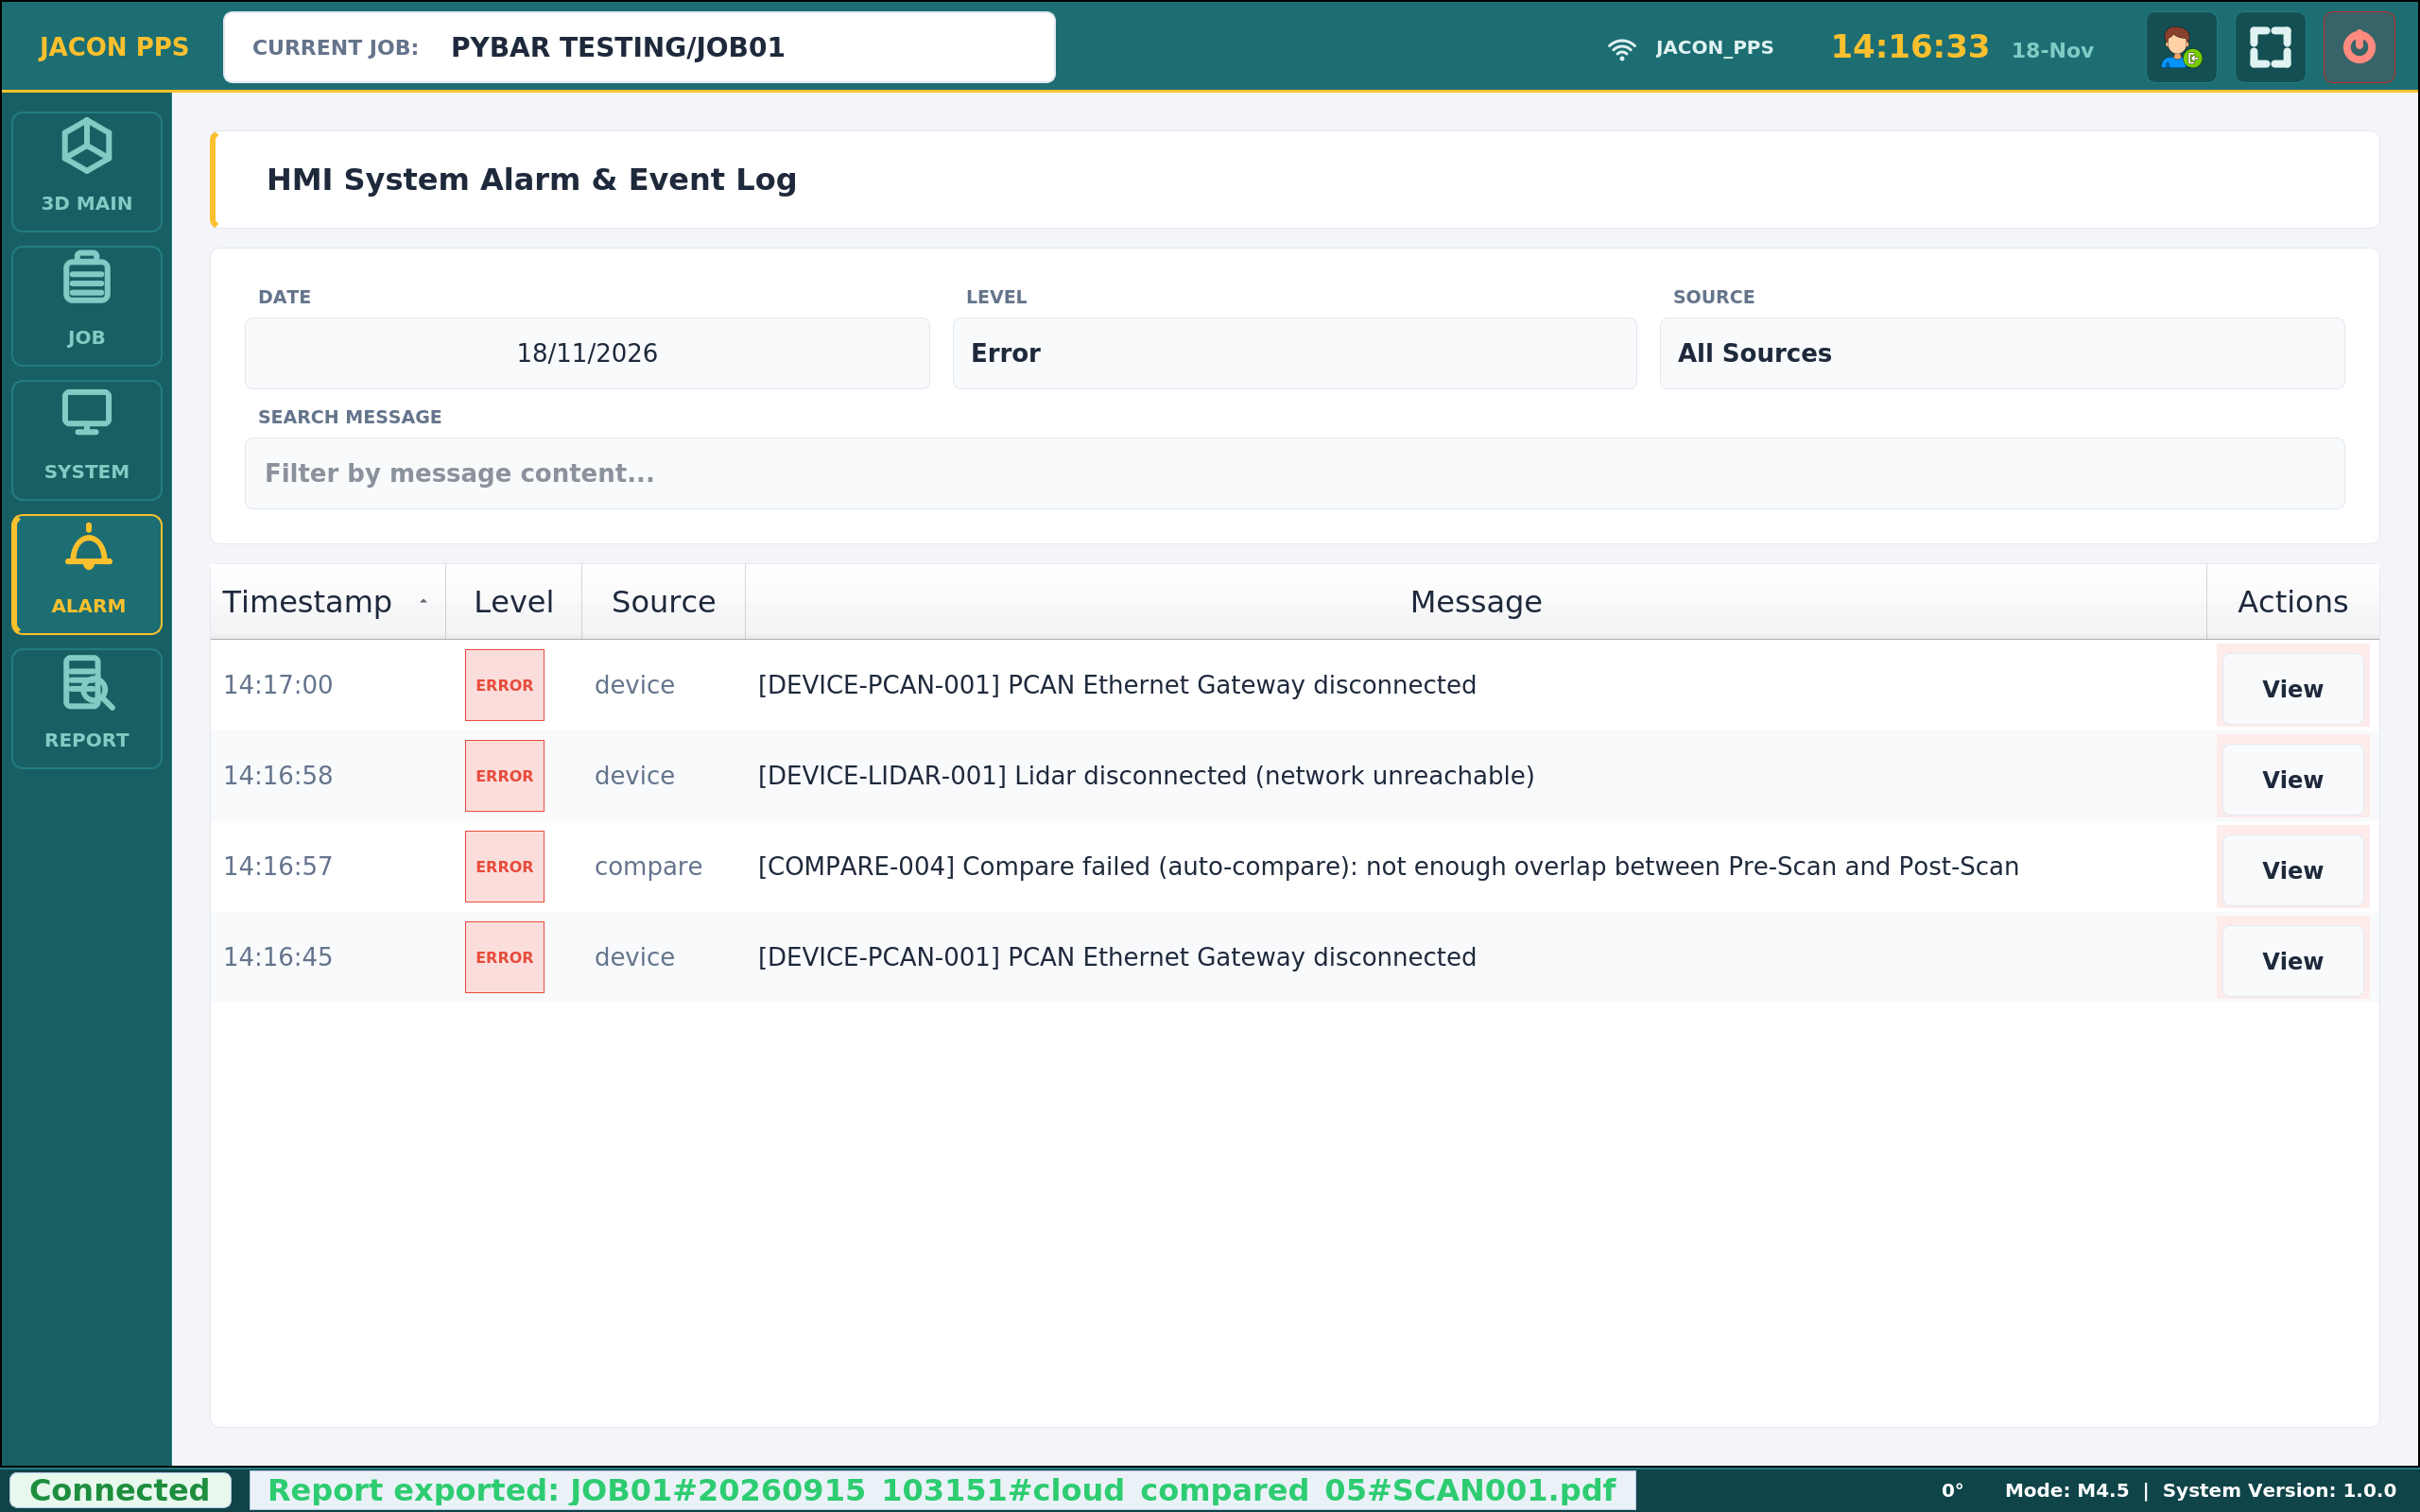 JACON PPS
CURRENT JOB: PYBAR TESTING/JOB01
JACON_PPS
14:16:33 18-Nov
3D MAIN
JOB
SYSTEM
ALARM
REPORT
HMI System Alarm & Event Log
DATE LEVEL SOURCE
18/11/2026 Error All Sources
SEARCH MESSAGE
Filter by message content...
Timestamp Level Source Message Actions
14:17:00 ERROR device [DEVICE-PCAN-001] PCAN Ethernet Gateway disconnected View
14:16:58 ERROR device [DEVICE-LIDAR-001] Lidar disconnected (network unreachable) View
14:16:57 ERROR compare [COMPARE-004] Compare failed (auto-compare): not enough overlap between Pre-Scan and Post-Scan View
14:16:45 ERROR device [DEVICE-PCAN-001] PCAN Ethernet Gateway disconnected View
Connected Report exported: JOB01#20260915_103151#cloud_compared_05#SCAN001.pdf 0° Mode: M4.5 | System Version: 1.0.0